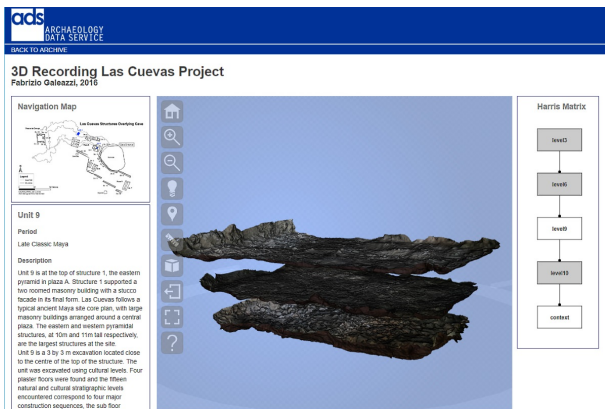 ads
ARCHAEOLOGY
DATA SERVICE
BACK TO ARCHIVE
3D Recording Las Cuevas Project
Fabrizio Galeazzi, 2016
Navigation Map
Las Cuevas Structures Overlying Cave
Unit 9
Period
Late Classic Maya
Description
Unit 9 is at the top of structure 1, the eastern
pyramid in plaza A. Structure 1 supported a
two roomed masonry building with a stucco
facade in its final form. Las Cuevas follows a
typical ancient Maya site core plan, with large
masonry buildings arranged around a central
plaza. The eastern and western pyramidal
structures, at 10m and 11m tall respectively,
are the largest structures at the site.
Unit 9 is a 3 by 3 m excavation located close
to the centre of the top of the structure. The
unit was excavated using cultural levels. Four
plaster floors were found and the fifteen
natural and cultural stratigraphic levels
encountered correspond to four major
construction sequences, the sub floor
?
Harris Matrix
level3
level6
level9
level10
context